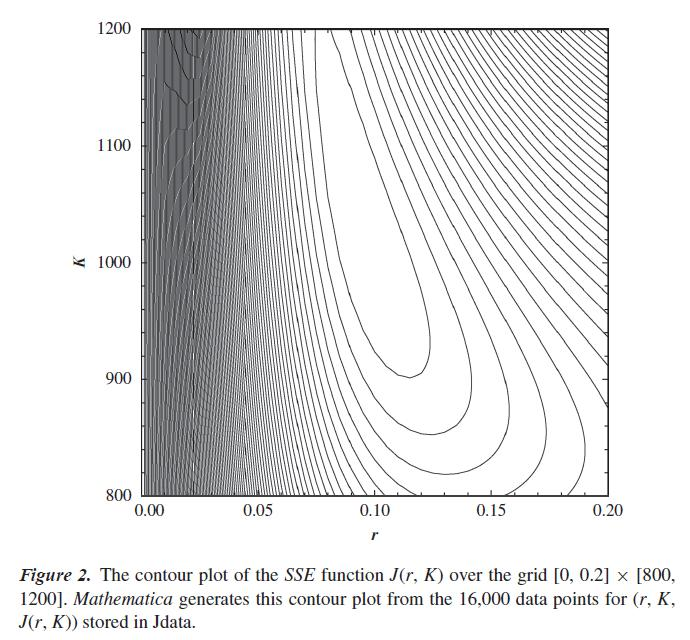 1200
1100
K
1000
900
800
0.00 0.05 0.10 0.15 0.20
r
Figure 2. The contour plot of the SSE function J(r, K) over the grid [0, 0.2] × [800,
1200]. Mathematica generates this contour plot from the 16,000 data points for (r, K,
J(r, K)) stored in Jdata.